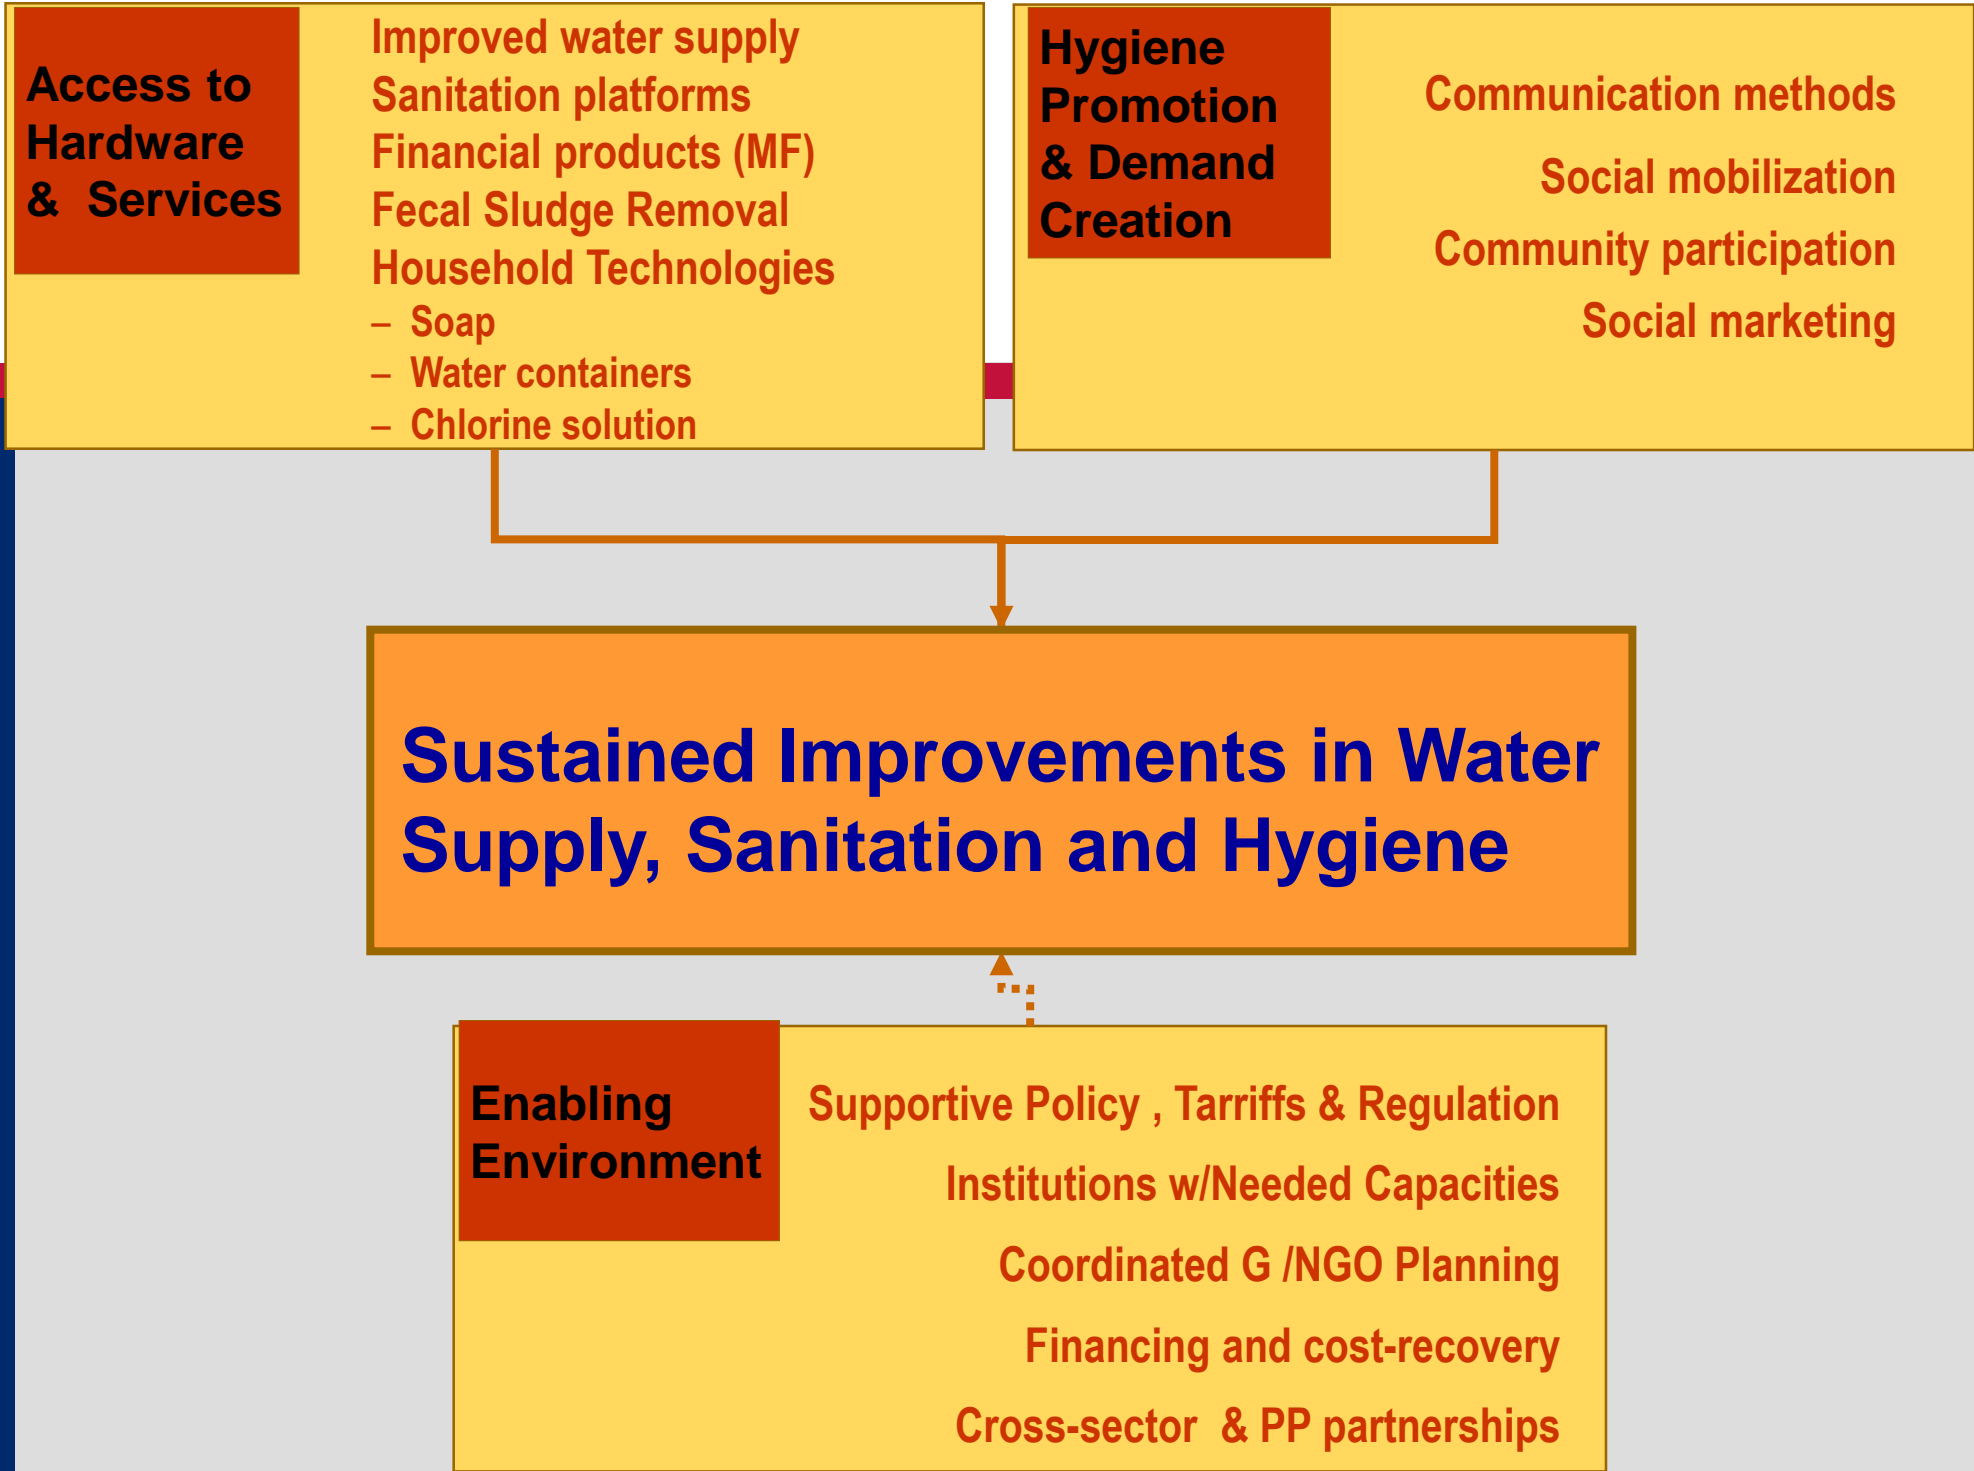 Access to
Hardware
& Services
Improved water supply
Sanitation platforms
Financial products (MF)
Fecal Sludge Removal
Household Technologies
– Soap
– Water containers
– Chlorine solution
Hygiene
Promotion
& Demand
Creation
Communication methods
Social mobilization
Community participation
Social marketing
Sustained Improvements in Water
Supply, Sanitation and Hygiene
Enabling
Environment
Supportive Policy , Tarriffs & Regulation
Institutions w/Needed Capacities
Coordinated G /NGO Planning
Financing and cost-recovery
Cross-sector & PP partnerships